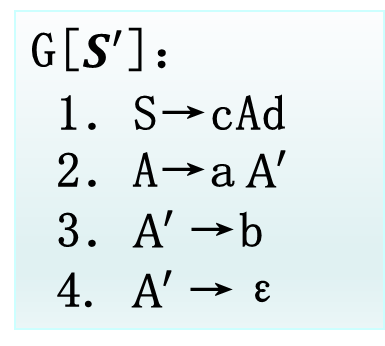 G[S′]:
1. S→cAd
2. A→a A′
3. A′ →b
4. A′ → ε